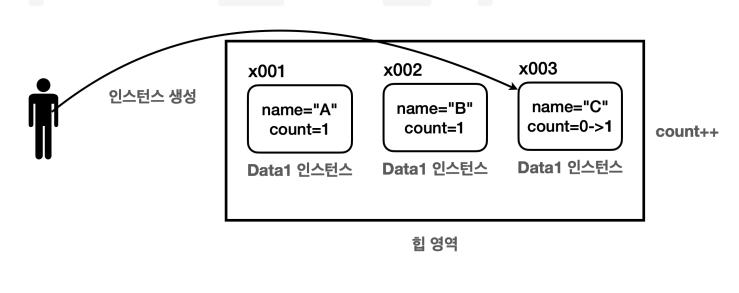 x001
x002
x003
인스턴스 생성
name="A"
count=1
name="B"
count=1
name="C"
count=0->1
count++
Data1 인스턴스
Data1 인스턴스
Data1 인스턴스
힙 영역